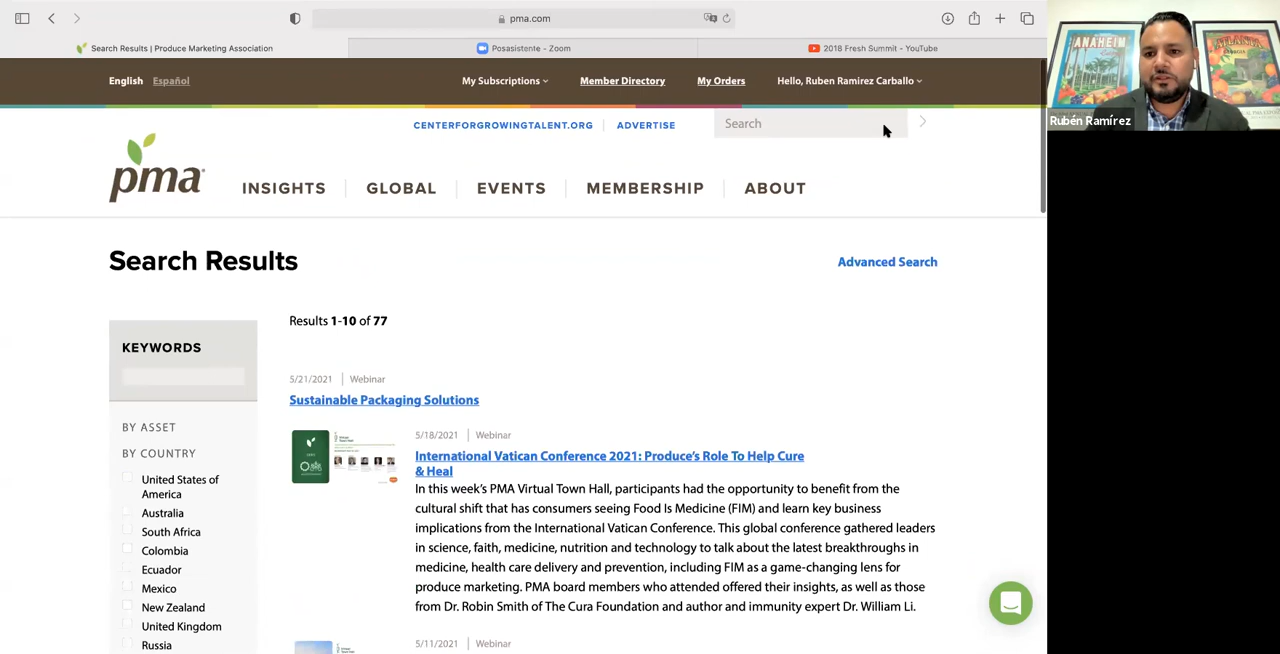 pma.com
Search Results | Produce Marketing Association
Posasistente - Zoom
2018 Fresh Summit - YouTube
English Español
My Subscriptions
Member Directory
My Orders
Hello, Ruben Ramirez Carballo
CENTERFORGROWINGTALENT.ORG
ADVERTISE
Search
pma
INSIGHTS
GLOBAL
EVENTS
MEMBERSHIP
ABOUT
Search Results
Advanced Search
Results 1-10 of 77
KEYWORDS
BY ASSET
BY COUNTRY
United States of
America
Australia
South Africa
Colombia
Ecuador
Mexico
New Zealand
United Kingdom
Russia
5/21/2021 | Webinar
Sustainable Packaging Solutions
5/18/2021 | Webinar
International Vatican Conference 2021: Produce's Role To Help Cure
& Heal
In this week's PMA Virtual Town Hall, participants had the opportunity to benefit from the
cultural shift that has consumers seeing Food Is Medicine (FIM) and learn key business
implications from the International Vatican Conference. This global conference gathered leaders
in science, faith, medicine, nutrition and technology to talk about the latest breakthroughs in
medicine, health care delivery and prevention, including FIM as a game-changing lens for
produce marketing. PMA board members who attended offered their insights, as well as those
from Dr. Robin Smith of The Cura Foundation and author and immunity expert Dr. William Li.
5/11/2021 | Webinar
ANAHEIM
ATLANTA
Rubén Ramírez